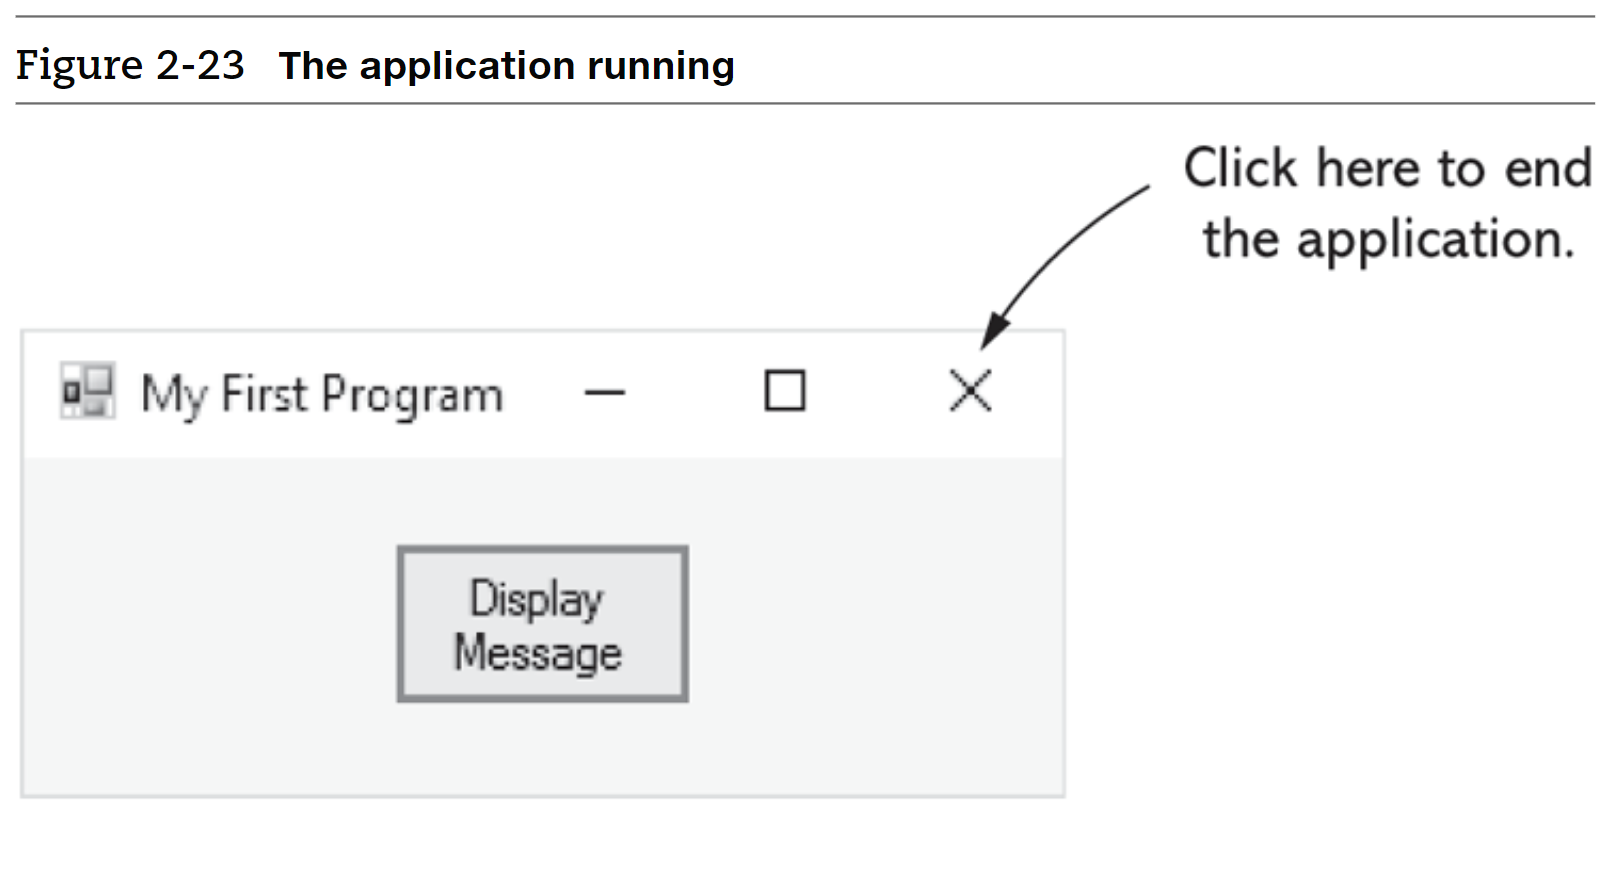 Figure 2-23 The application running
Click here to end
the application.
My First Program
Display
Message